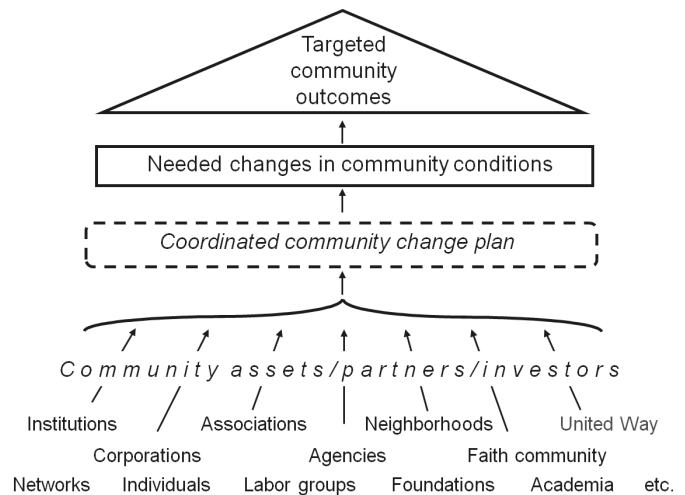 Targeted
community
outcomes
Needed changes in community conditions
Coordinated community change plan
Community assets/partners/investors
Institutions Associations Neighborhoods United Way
Corporations Agencies Faith community
Networks Individuals Labor groups Foundations Academia etc.